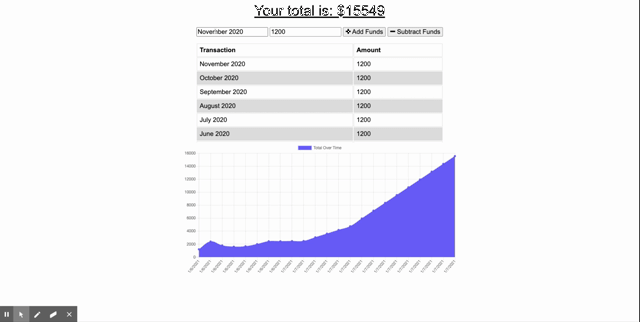 Your total is: $15549
November 2020 1200 Add Funds Subtract Funds
Transaction Amount
November 2020 1200
October 2020 1200
September 2020 1200
August 2020 1200
July 2020 1200
June 2020 1200
Total Over Time
16000
14000
12000
10000
8000
6000
4000
2000
0